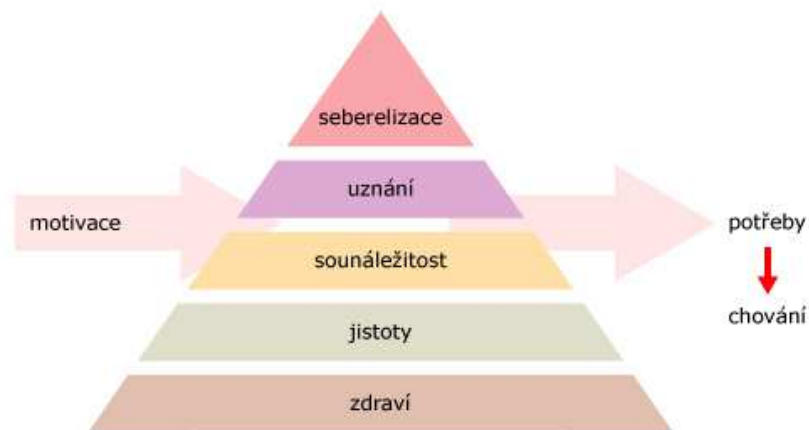 seberelizace
uznání
motivace
potřeby
sounáležitost
chování
jistoty
zdraví